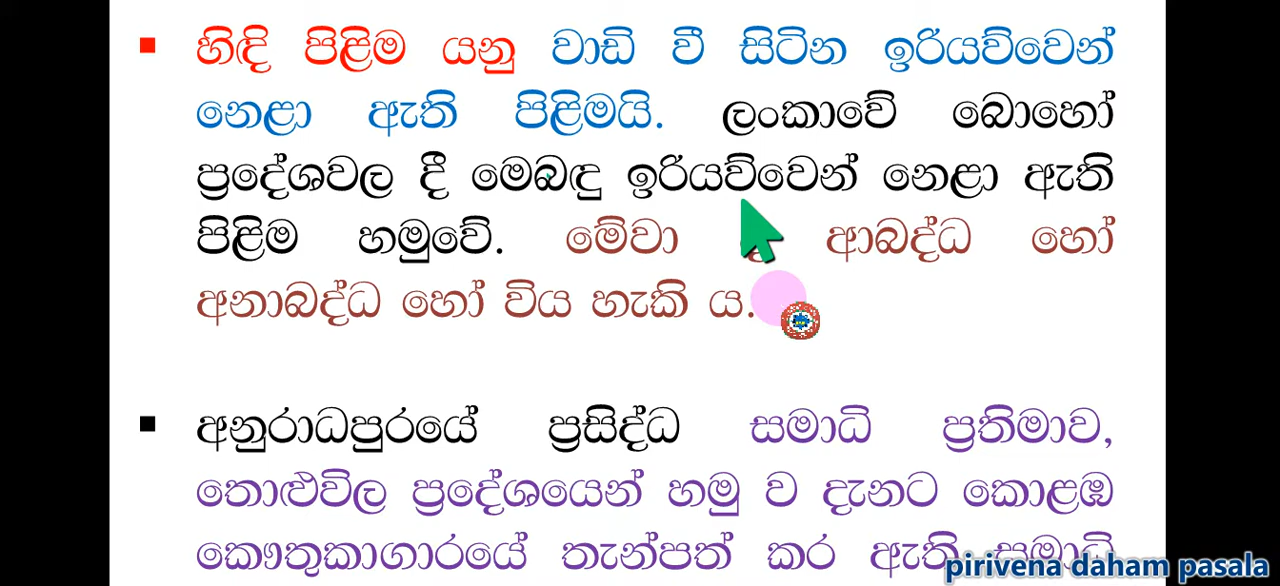 හිඳි පිළිම යනු වාඩි වී සිටින ඉරියව්වෙන්
නෙළා ඇති පිළිමයි. ලංකාවේ බොහෝ
ප්‍රදේශවල දී මෙබඳු ඉරියව්වෙන් නෙළා ඇති
පිළිම හමුවේ. මේවා ආබද්ධ හෝ
අනාබද්ධ හෝ විය හැකි ය.
අනුරාධපුරයේ ප්‍රසිද්ධ සමාධි ප්‍රතිමාව,
තොළුවිල ප්‍රදේශයෙන් හමු ව දැනට කොළඹ
කෞතුකාගාරයේ තැන්පත් කර ඇති සමාධි
pirivena daham pasala